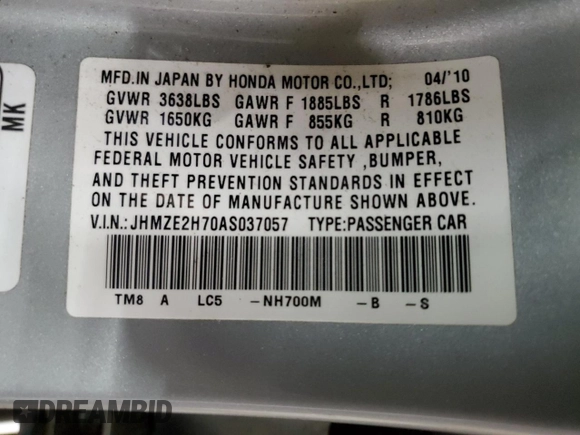 MFD.IN JAPAN BY HONDA MOTOR CO.,LTD; 04/'10
GVWR 3638LBS GAWR F 1885LBS R 1786LBS
GVWR 1650KG GAWR F 855KG R 810KG
THIS VEHICLE CONFORMS TO ALL APPLICABLE
FEDERAL MOTOR VEHICLE SAFETY ,BUMPER,
AND THEFT PREVENTION STANDARDS IN EFFECT
ON THE DATE OF MANUFACTURE SHOWN ABOVE.
V.I.N.: JHMZE2H70AS037057 TYPE:PASSENGER CAR
TM8 A LC5 -NH700M -B -S
MK
DREAMBID